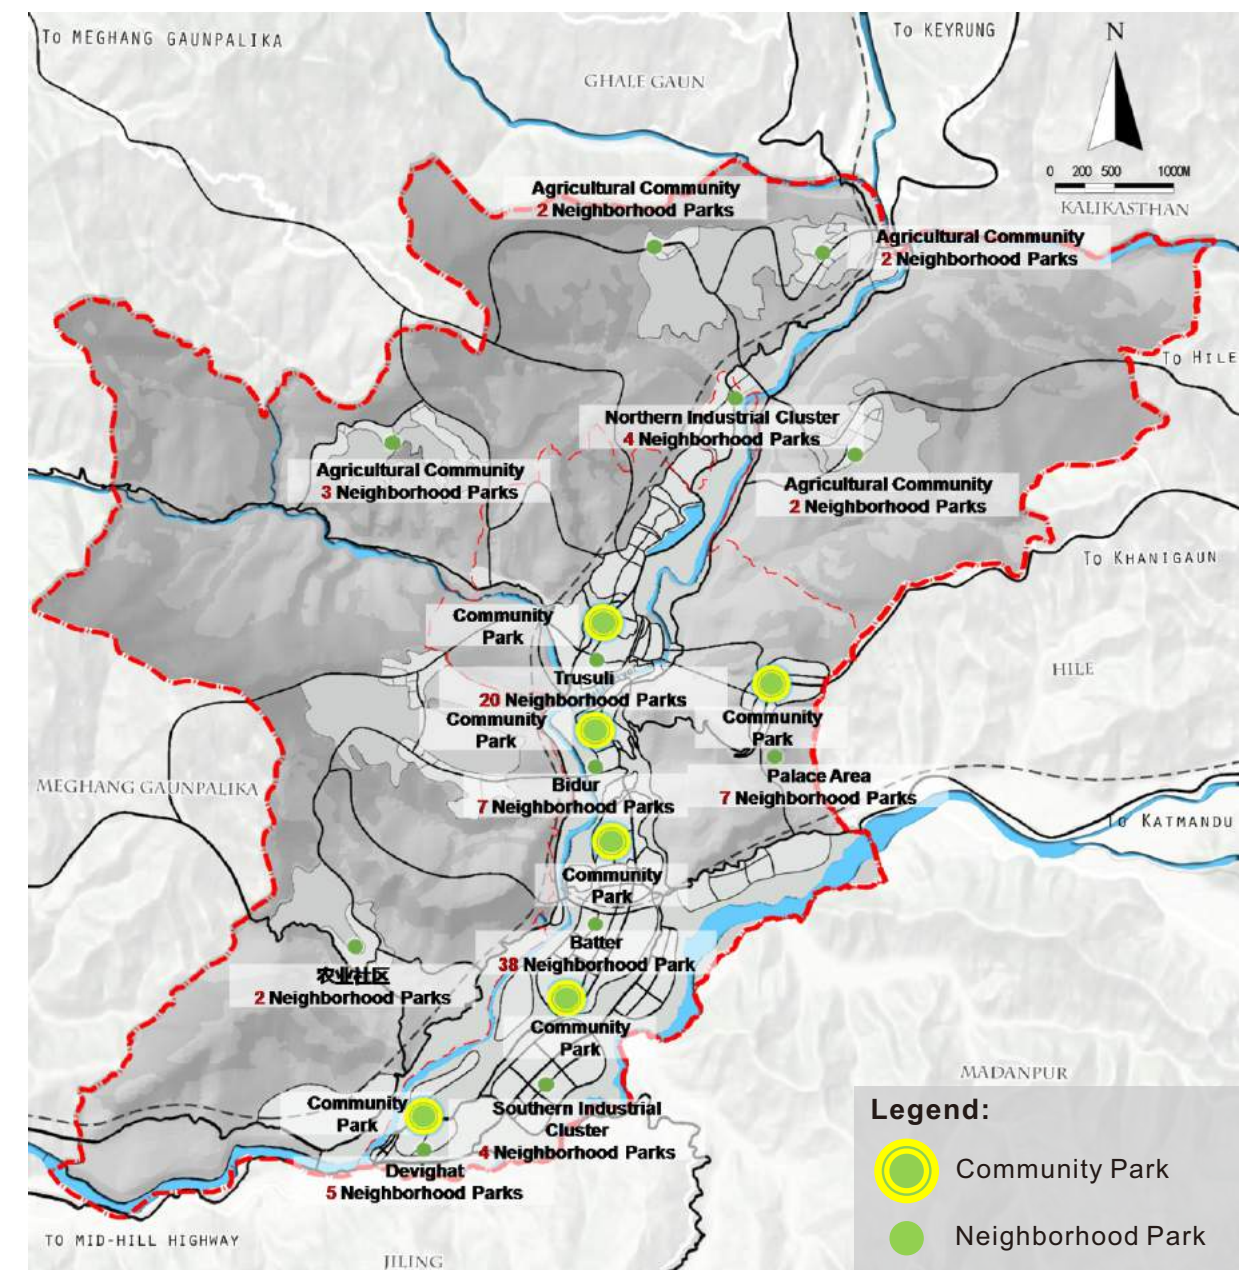 To MEGHANG GAUNPALIKA
To KEYRUNG
N
GHALE GAUN
0 200 500 1000M
KALIKASTHAN
Agricultural Community
2 Neighborhood Parks
Agricultural Community
2 Neighborhood Parks
To HILE
Northern Industrial Cluster
4 Neighborhood Parks
Agricultural Community
3 Neighborhood Parks
Agricultural Community
2 Neighborhood Parks
To KHANIGAUN
Community
Park
HILE
Trusuli
20 Neighborhood Parks
Community
Park
Community
Park
MEGHANG GAUNPALIKA
Bidur
7 Neighborhood Parks
Palace Area
7 Neighborhood Parks
To KATMANDU
Community
Park
Batter
38 Neighborhood Park
农业社区
2 Neighborhood Parks
Community
Park
MADANPUR
Community
Park
Southern Industrial
Cluster
4 Neighborhood Parks
Devighat
5 Neighborhood Parks
TO MID-HILL HIGHWAY
JILING
Legend:
Community Park
Neighborhood Park